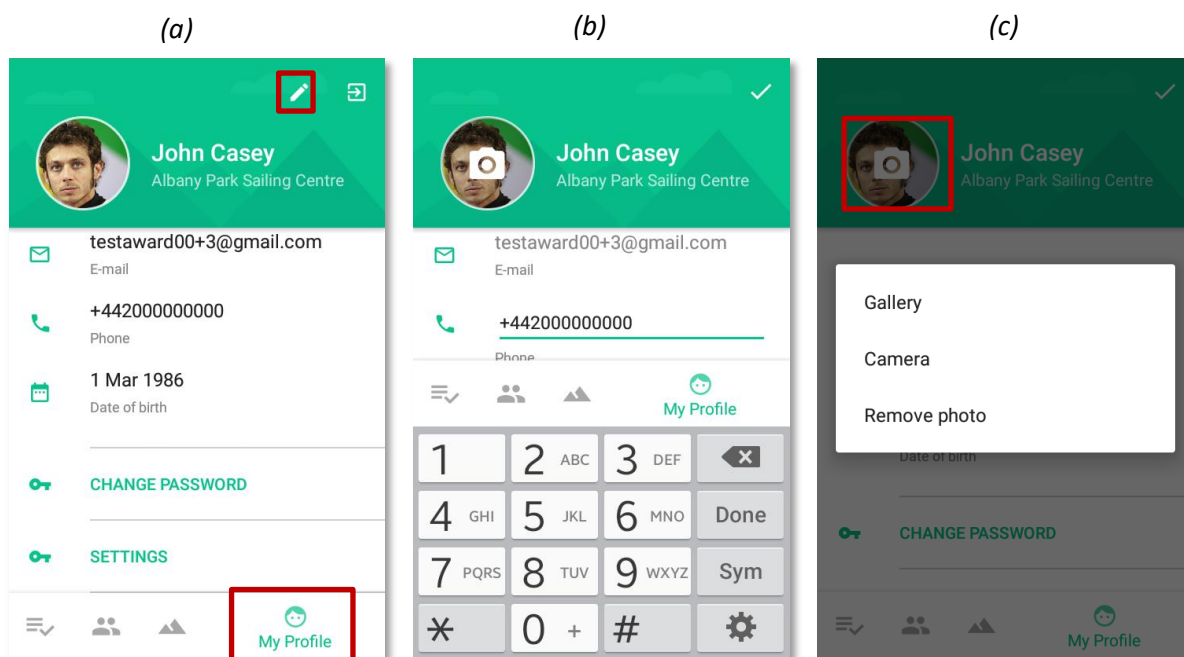 (a)
John Casey
Albany Park Sailing Centre
testaward00+3@gmail.com
E-mail
+442000000000
Phone
1 Mar 1986
Date of birth
CHANGE PASSWORD
SETTINGS
My Profile
(b)
John Casey
Albany Park Sailing Centre
testaward00+3@gmail.com
E-mail
+442000000000
Phone
My Profile
1 2 ABC 3 DEF
4 GHI 5 JKL 6 MNO Done
7 PQRS 8 TUV 9 WXYZ Sym
* 0 + #
(c)
John Casey
Albany Park Sailing Centre
Gallery
Camera
Remove photo
Date of birth
CHANGE PASSWORD
My Profile